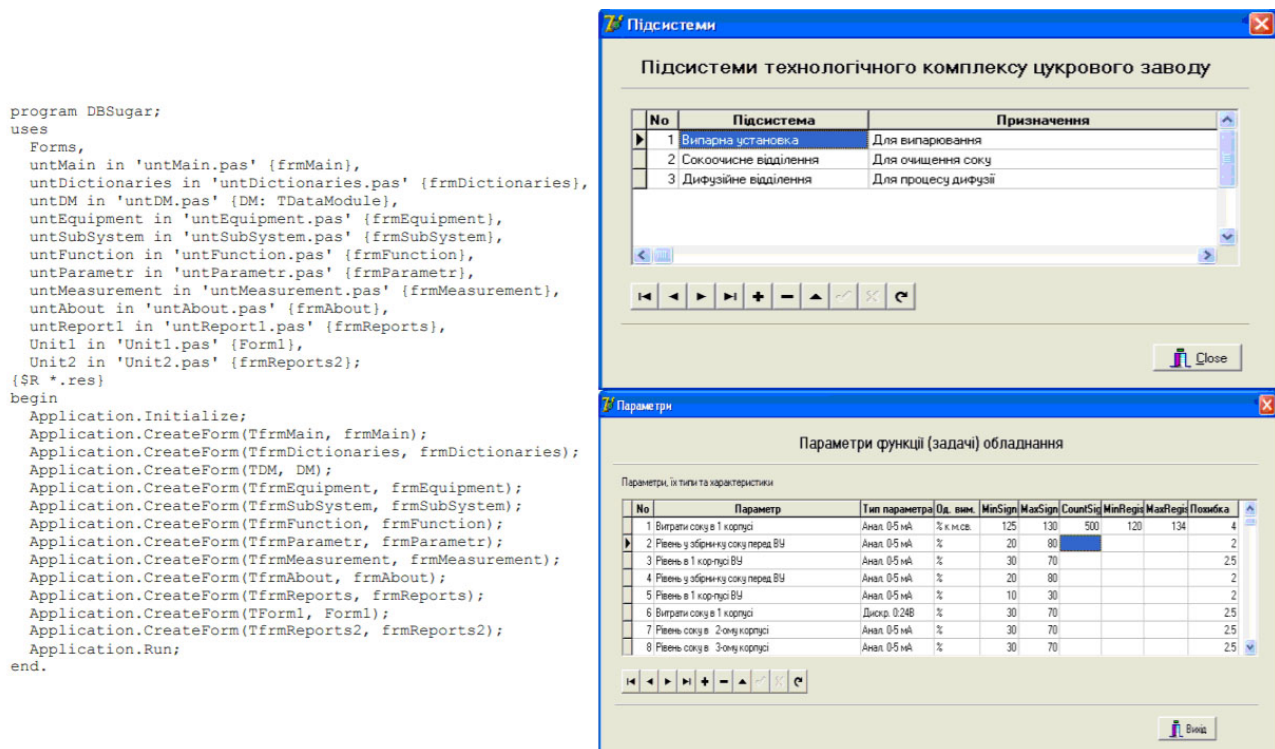 program DBSugar;
uses
Forms,
untMain in 'untMain.pas' {frmMain},
untDictionaries in 'untDictionaries.pas' {frmDictionaries},
untDM in 'untDM.pas' {DM: TDataModule},
untEquipment in 'untEquipment.pas' {frmEquipment},
untSubSystem in 'untSubSystem.pas' {frmSubSystem},
untFunction in 'untFunction.pas' {frmFunction},
untParametr in 'untParametr.pas' {frmParametr},
untMeasurement in 'untMeasurement.pas' {frmMeasurement},
untAbout in 'untAbout.pas' {frmAbout},
untReport1 in 'untReport1.pas' {frmReports},
Unit1 in 'Unit1.pas' {Form1},
Unit2 in 'Unit2.pas' {frmReports2};
{$R *.res}
begin
Application.Initialize;
Application.CreateForm(TfrmMain, frmMain);
Application.CreateForm(TfrmDictionaries, frmDictionaries);
Application.CreateForm(TDM, DM);
Application.CreateForm(TfrmEquipment, frmEquipment);
Application.CreateForm(TfrmSubSystem, frmSubSystem);
Application.CreateForm(TfrmFunction, frmFunction);
Application.CreateForm(TfrmParametr, frmParametr);
Application.CreateForm(TfrmMeasurement, frmMeasurement);
Application.CreateForm(TfrmAbout, frmAbout);
Application.CreateForm(TfrmReports, frmReports);
Application.CreateForm(TForm1, Form1);
Application.CreateForm(TfrmReports2, frmReports2);
Application.Run;
end.
Підсистеми
Підсистеми технологічного комплексу цукрового заводу
No Підсистема Призначення
1 Випарна установка Для випарювання
2 Сокоочисне відділення Для очищення соку
3 Дифузійне відділення Для процесу дифузії
Close
Параметри
Параметри функції (задачі) обладнання
Параметри, їх типи та характеристики
No Параметр Тип параметра Од. вим. MinSign MaxSign CountSig MinRegis MaxRegis Похибка
1 Витрати соку в 1 корпусі Анал. 0-5 мА % к м.св. 125 130 500 120 134 4
2 Рівень у збірни-ку соку перед ВУ Анал. 0-5 мА % 20 80 2
3 Рівень в 1 кор-пусі ВУ Анал. 0-5 мА % 30 70 2.5
4 Рівень у збірни-ку соку перед ВУ Анал. 0-5 мА % 20 80 2
5 Рівень в 1 кор-пусі ВУ Анал. 0-5 мА % 10 30 2
6 Витрати соку в 1 корпусі Дискр. 0:24В % 30 70 2.5
7 Рівень соку в 2-ому корпусі Анал. 0-5 мА % 30 70 2.5
8 Рівень соку в 3-ому корпусі Анал. 0-5 мА % 30 70 2.5
Вихід